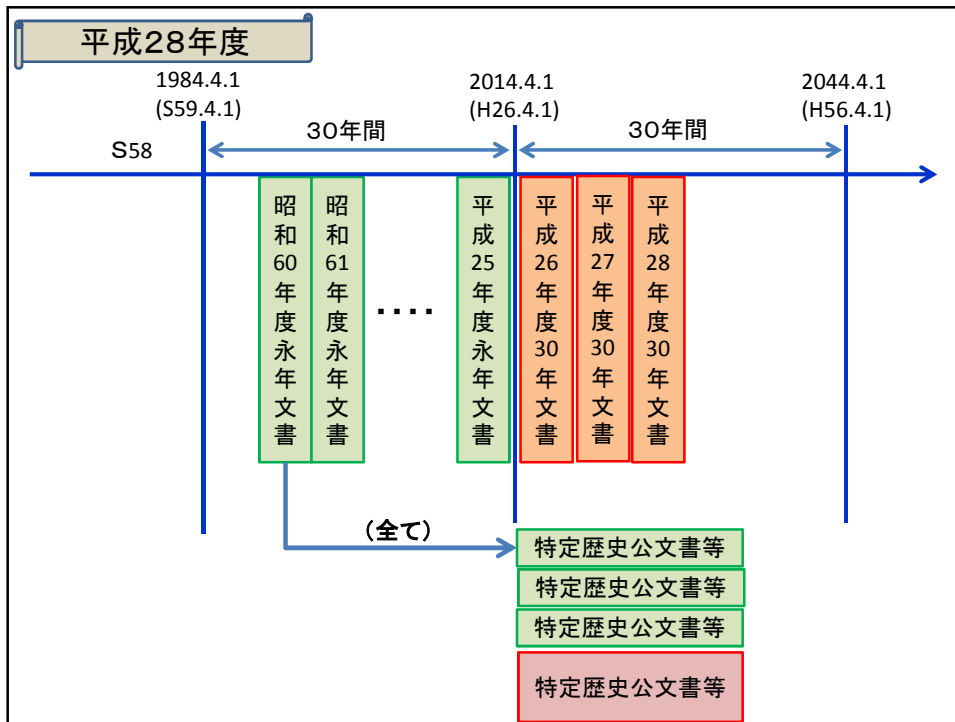 平成28年度
1984.4.1
(S59.4.1)
2014.4.1
(H26.4.1)
2044.4.1
(H56.4.1)
30年間
30年間
S58
昭和60年度永年文書
昭和61年度永年文書
････
平成25年度永年文書
平成26年度30年文書
平成27年度30年文書
平成28年度30年文書
(全て)
特定歴史公文書等
特定歴史公文書等
特定歴史公文書等
特定歴史公文書等